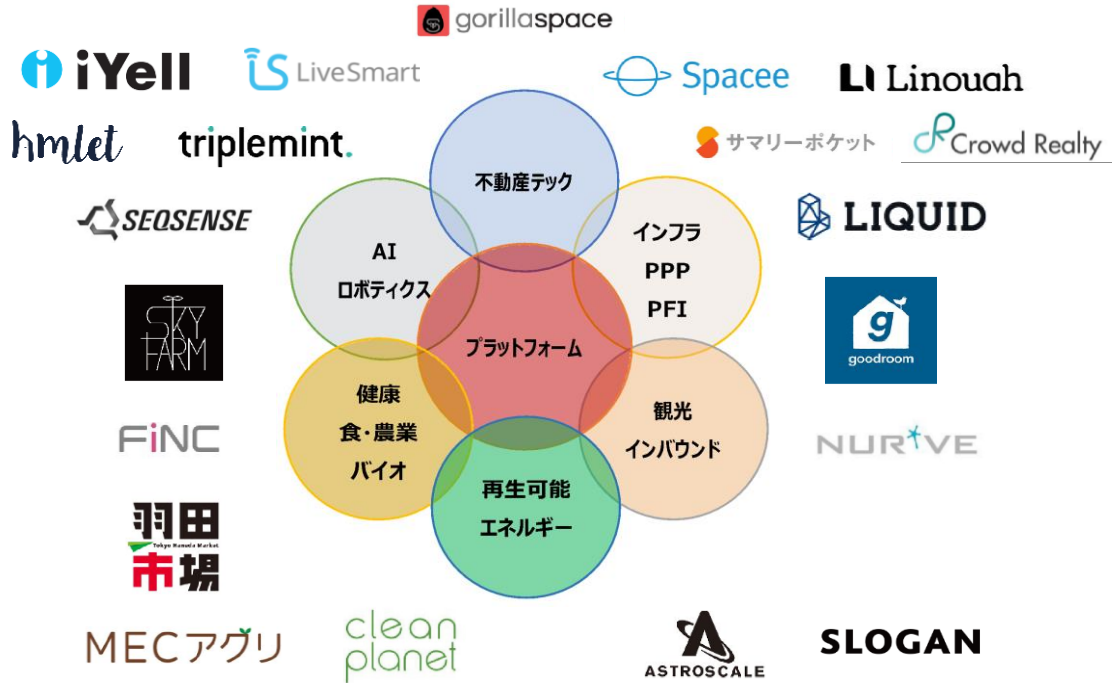 gorillaspace
iYell
LiveSmart
Spacee
Linouah
hmlet
triplemint.
サマリーポケット
Crowd Realty
不動産テック
SEQSENSE
LIQUID
AI
ロボティクス
インフラ
PPP
PFI
SKY
FARM
プラットフォーム
g
goodroom
健康
食・農業
バイオ
観光
インバウンド
FiNC
NURVE
再生可能
エネルギー
羽田
Tokyo Haneda Market
市場
MECアグリ
clean
planet
ASTROSCALE
SLOGAN